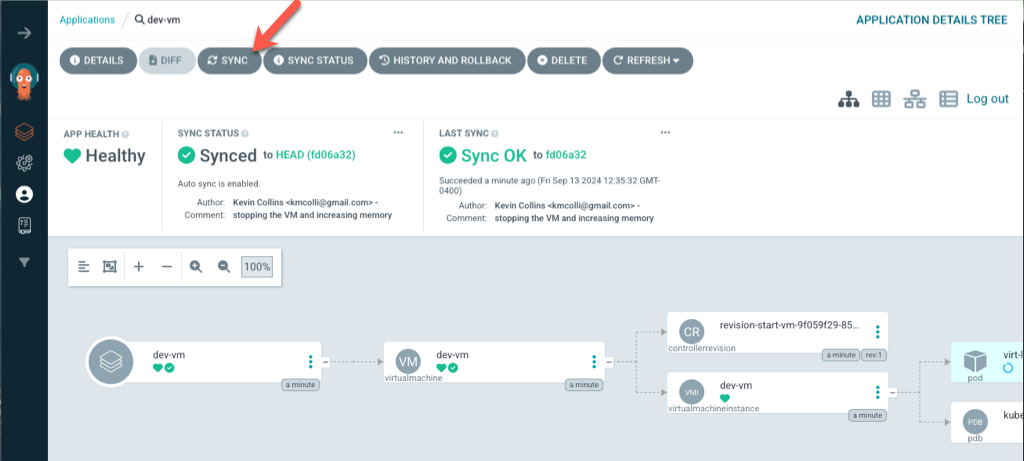 Applications / dev-vm
APPLICATION DETAILS TREE
DETAILS
DIFF
SYNC
SYNC STATUS
HISTORY AND ROLLBACK
DELETE
REFRESH
Log out
APP HEALTH
Healthy
SYNC STATUS
Synced to HEAD (fd06a32)
Auto sync is enabled.
Author: Kevin Collins <kmcolli@gmail.com> -
Comment: stopping the VM and increasing memory
LAST SYNC
Sync OK to fd06a32
Succeeded a minute ago (Fri Sep 13 2024 12:35:32 GMT-
0400)
Author: Kevin Collins <kmcolli@gmail.com> -
Comment: stopping the VM and increasing memory
100%
dev-vm
a minute
VM
virtualmachine
dev-vm
a minute
CR
controllerrevision
revision-start-vm-9f059f29-85...
a minute
rev:1
VMI
virtualmachineinstance
dev-vm
a minute
pod
virt-l
PDB
pdb
kube